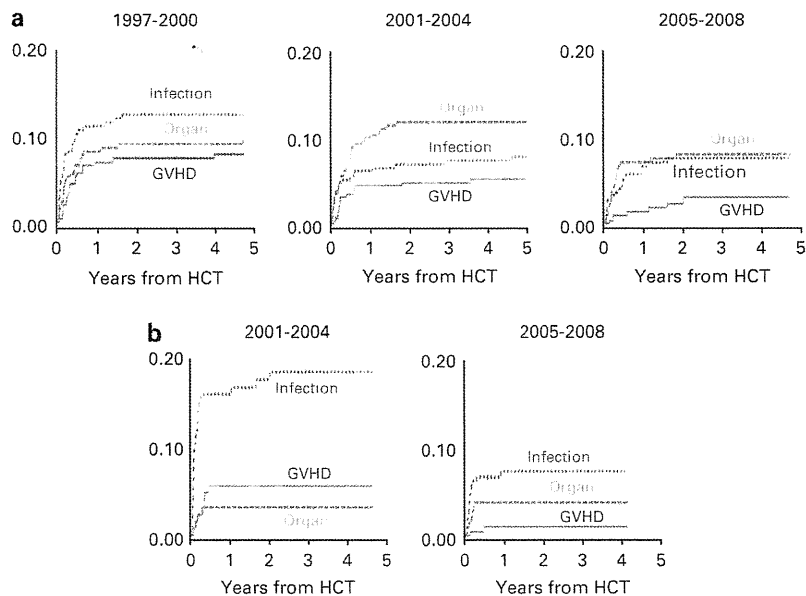 a
1997-2000
2001-2004
2005-2008
0.20
0.10
0.00
Infection
Organ
GVHD
0 1 2 3 4 5
Years from HCT
0.20
0.10
0.00
Organ
Infection
GVHD
0 1 2 3 4 5
Years from HCT
0.20
0.10
0.00
Organ
Infection
GVHD
0 1 2 3 4 5
Years from HCT
b
2001-2004
2005-2008
0.20
0.10
0.00
Infection
GVHD
Organ
0 1 2 3 4 5
Years from HCT
0.20
0.10
0.00
Infection
Organ
GVHD
0 1 2 3 4 5
Years from HCT